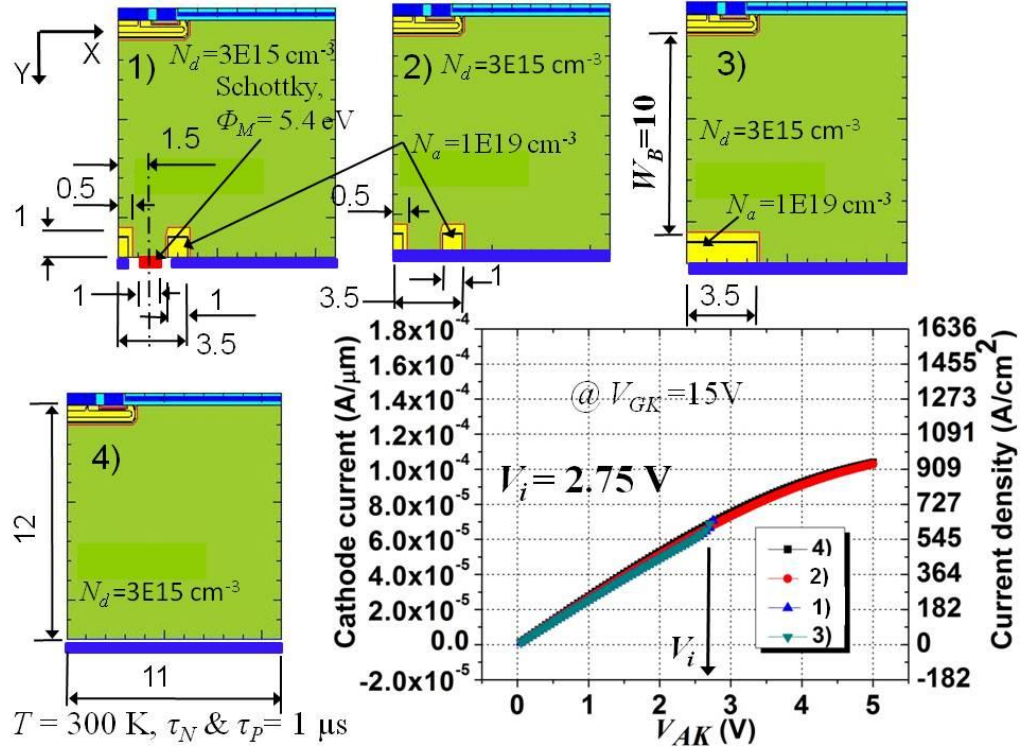 X
Y
1)
N_d=3E15 cm⁻³
Schottky,
Φ_M = 5.4 eV
1.5
0.5
1
1
1
3.5
2)
N_d=3E15 cm⁻³
N_a=1E19 cm⁻³
0.5
1
3.5
3)
W_B=10
N_d=3E15 cm⁻³
N_a=1E19 cm⁻³
3.5
4)
12
N_d=3E15 cm⁻³
11
T = 300 K, τ_N & τ_P= 1 μs
Cathode current (A/μm)
1.8x10⁻⁴
1.6x10⁻⁴
1.4x10⁻⁴
1.2x10⁻⁴
1.0x10⁻⁴
8.0x10⁻⁵
6.0x10⁻⁵
4.0x10⁻⁵
2.0x10⁻⁵
0.0
-2.0x10⁻⁵
@ V_GK =15V
V_i = 2.75 V
V_i
4)
2)
1)
3)
0 1 2 3 4 5
V_AK (V)
1636
1455
1273
1091
909
727
545
364
182
0
-182
Current density (A/cm²)